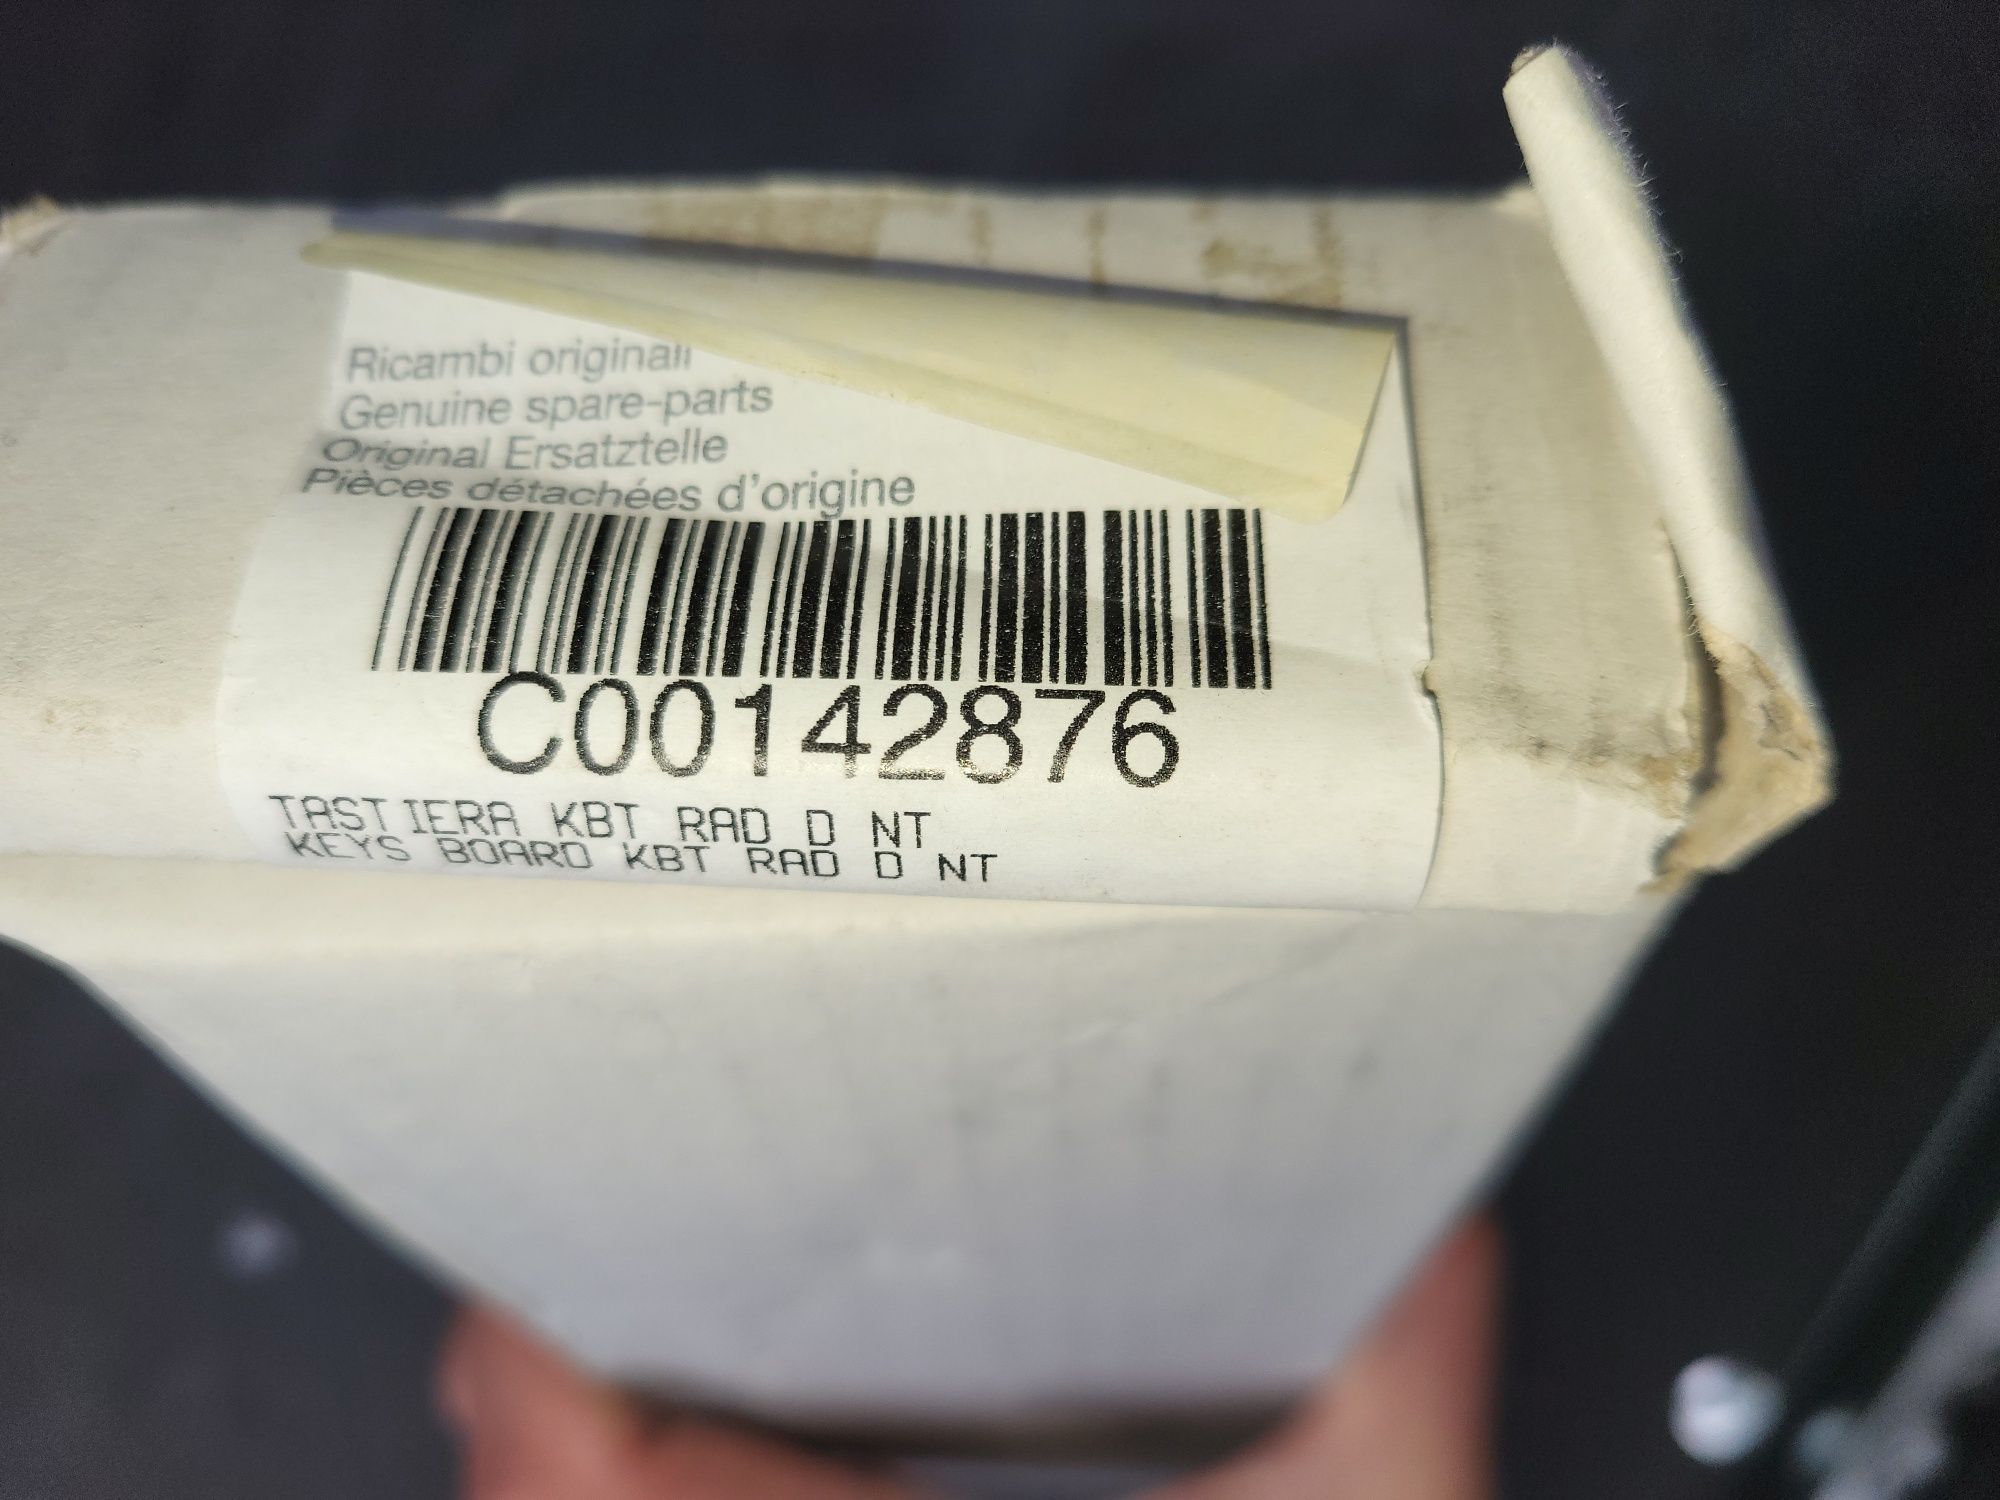 Ricambi originali
Genuine spare-parts
Original Ersatztelle
Pièces détachées d'origine
C00142876
TASTIERA KBT RAD D NT
KEYS BOARD KBT RAD D NT